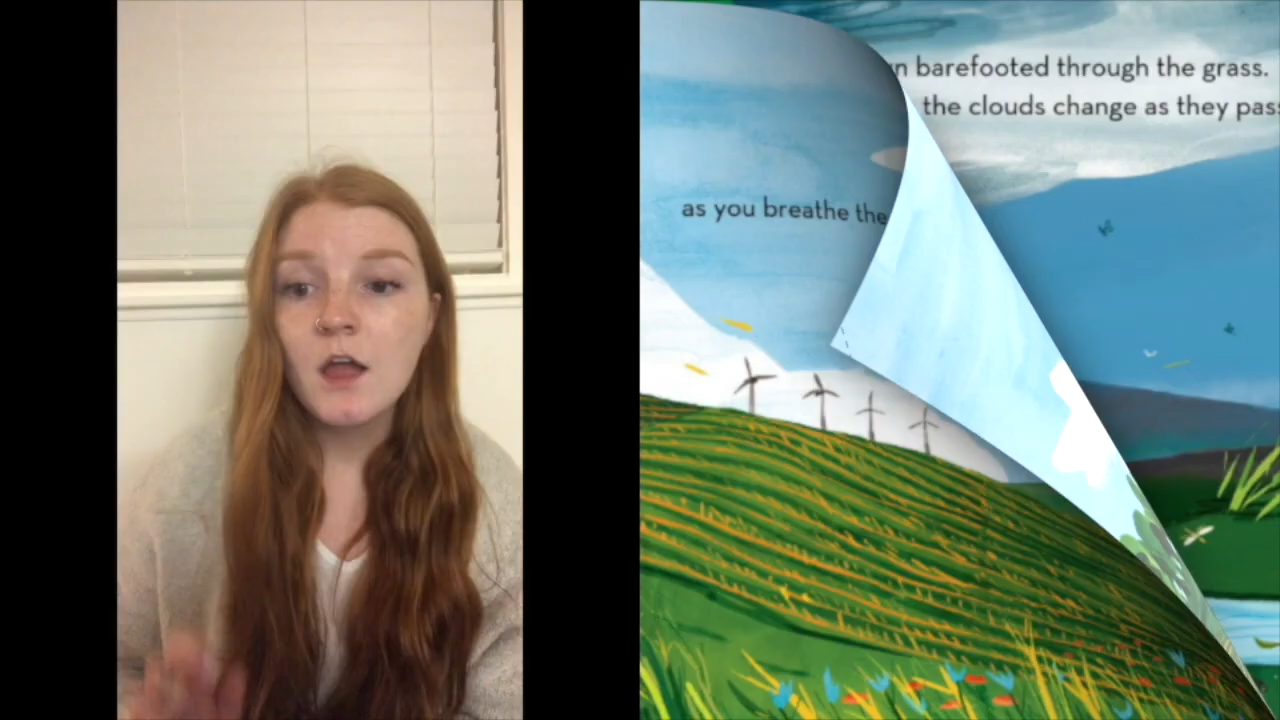 barefooted through the grass.
the clouds change as they pass
as you breathe the